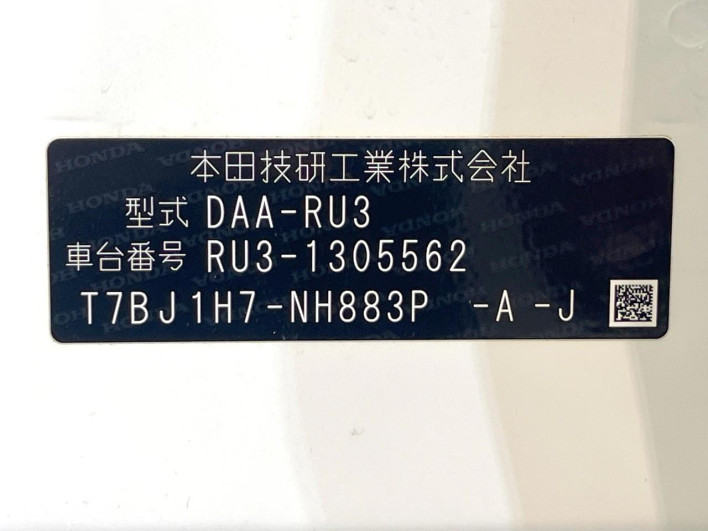 本田技研工業株式会社
型式 DAA-RU3
車台番号 RU3-1305562
T7BJ1H7-NH883P -A -J